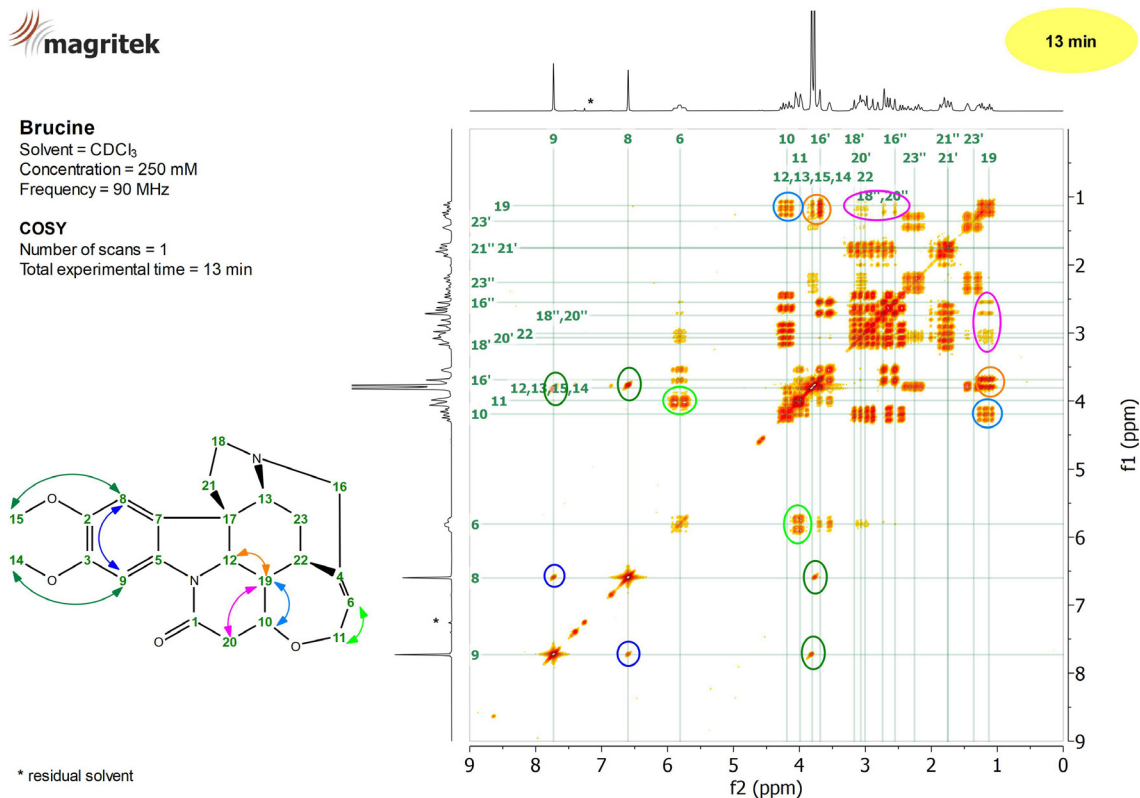 magritek
13 min
Brucine
Solvent = CDCl₃
Concentration = 250 mM
Frequency = 90 MHz
COSY
Number of scans = 1
Total experimental time = 13 min
*
9 8 6 10 16' 18' 16" 21" 23'
11 20' 23" 21' 19
12,13,15,14 22
18",20"
19
23'
21" 21'
23"
16"
18",20"
20' 22
18'
16'
12,13,15,14
11
10
6
8
*
9
1
2
3
4
5
6
7
8
9
f1 (ppm)
9 8 7 6 5 4 3 2 1 0
f2 (ppm)
18
N
16
21
13
8
15
O
2
7
17
23
14
O
3
5
12
22
4
9
N
19
6
1
10
O
20
O
11
* residual solvent